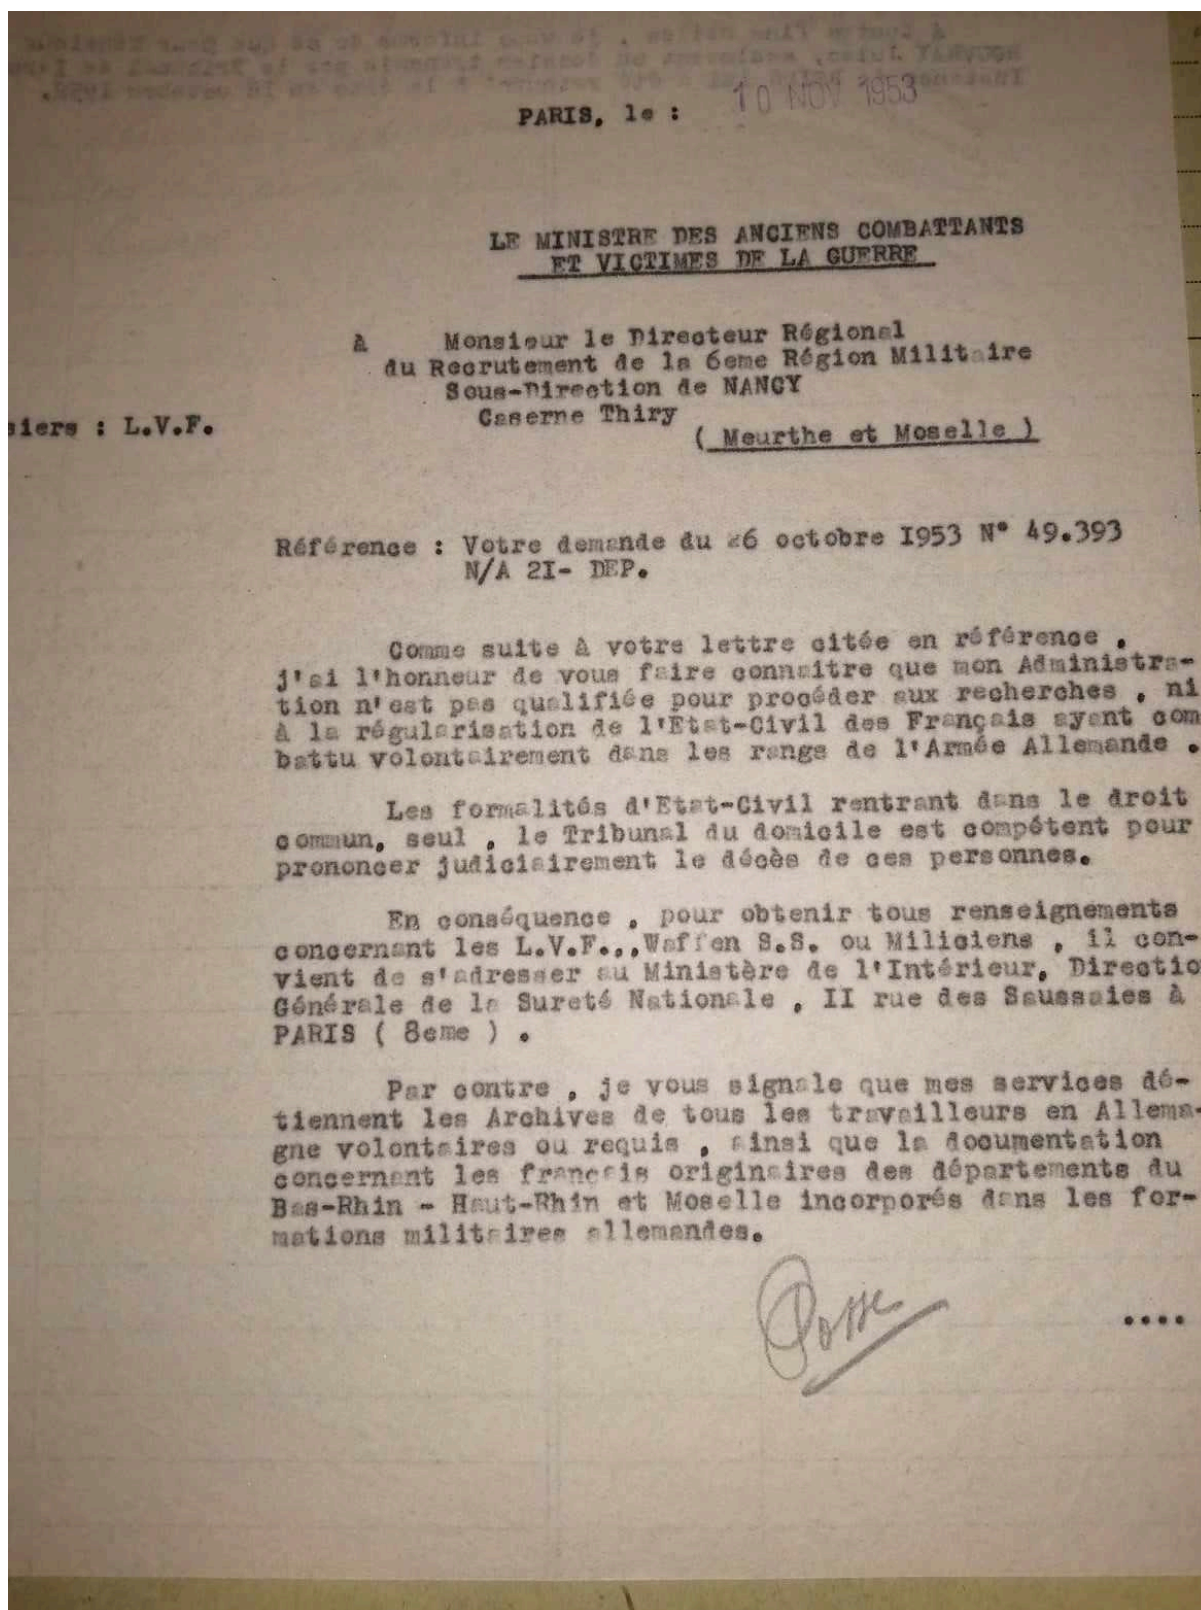 10 NOV 1953
PARIS, le :
LE MINISTRE DES ANCIENS COMBATTANTS
ET VICTIMES DE LA GUERRE
à Monsieur le Directeur Régional
du Recrutement de la 6eme Région Militaire
Sous-Direction de NANCY
Caserne Thiry
siers : L.V.F.
( Meurthe et Moselle )
Référence : Votre demande du 26 octobre I953 N° 49.393
N/A 2I- DEP.
Comme suite à votre lettre citée en référence ,
j'ai l'honneur de vous faire connaitre que mon Administra-
tion n'est pas qualifiée pour procéder aux recherches , ni
à la régularisation de l'Etat-Civil des Français ayant com
battu volontairement dans les rangs de l'Armée Allemande .
Les formalités d'Etat-Civil rentrant dans le droit
commun, seul , le Tribunal du domicile est compétent pour
prononcer judiciairement le décès de ces personnes.
En conséquence , pour obtenir tous renseignements
concernant les L.V.F.,,Waffen S.S. ou Miliciens , il con-
vient de s'adresser au Ministère de l'Intérieur, Directio
Générale de la Sureté Nationale , II rue des Saussaies à
PARIS ( 8eme ) .
Par contre , je vous signale que mes services dé-
tiennent les Archives de tous les travailleurs en Allema-
gne volontaires ou requis , ainsi que la documentation
concernant les français originaires des départements du
Bas-Rhin - Haut-Rhin et Moselle incorporés dans les for-
mations militaires allemandes.
....